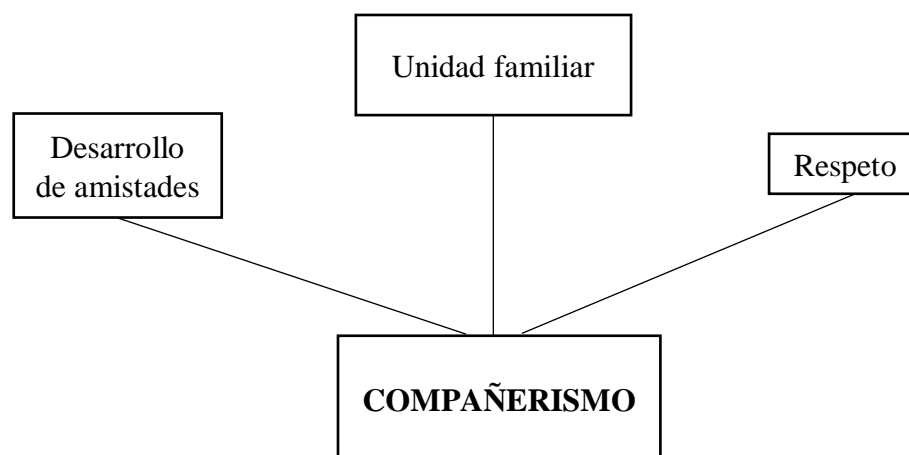 Unidad familiar
Desarrollo
de amistades
Respeto
COMPAÑERISMO